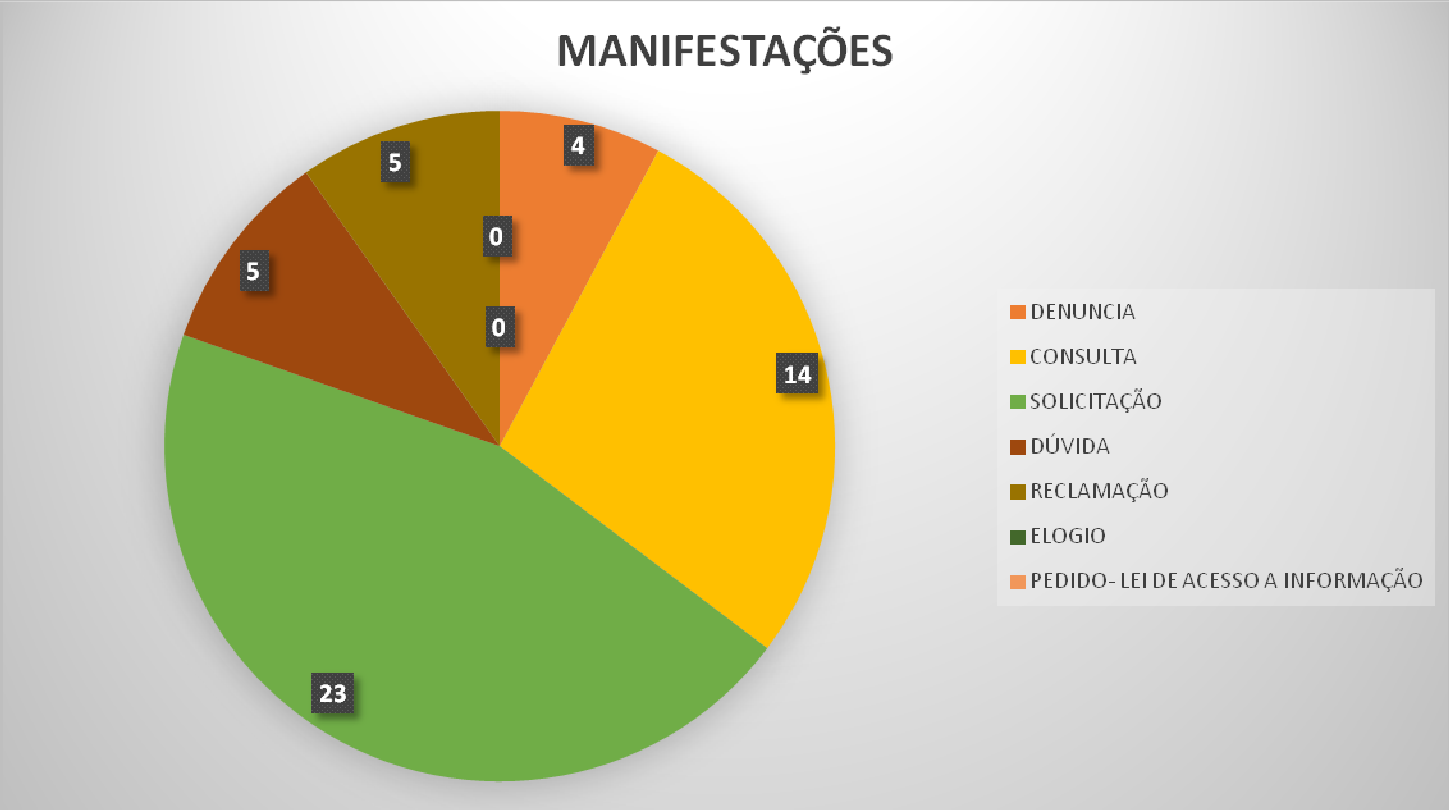 MANIFESTAÇÕES
4
5
0
5
0
14
23
DENUNCIA
CONSULTA
SOLICITAÇÃO
DÚVIDA
RECLAMAÇÃO
ELOGIO
PEDIDO- LEI DE ACESSO A INFORMAÇÃO